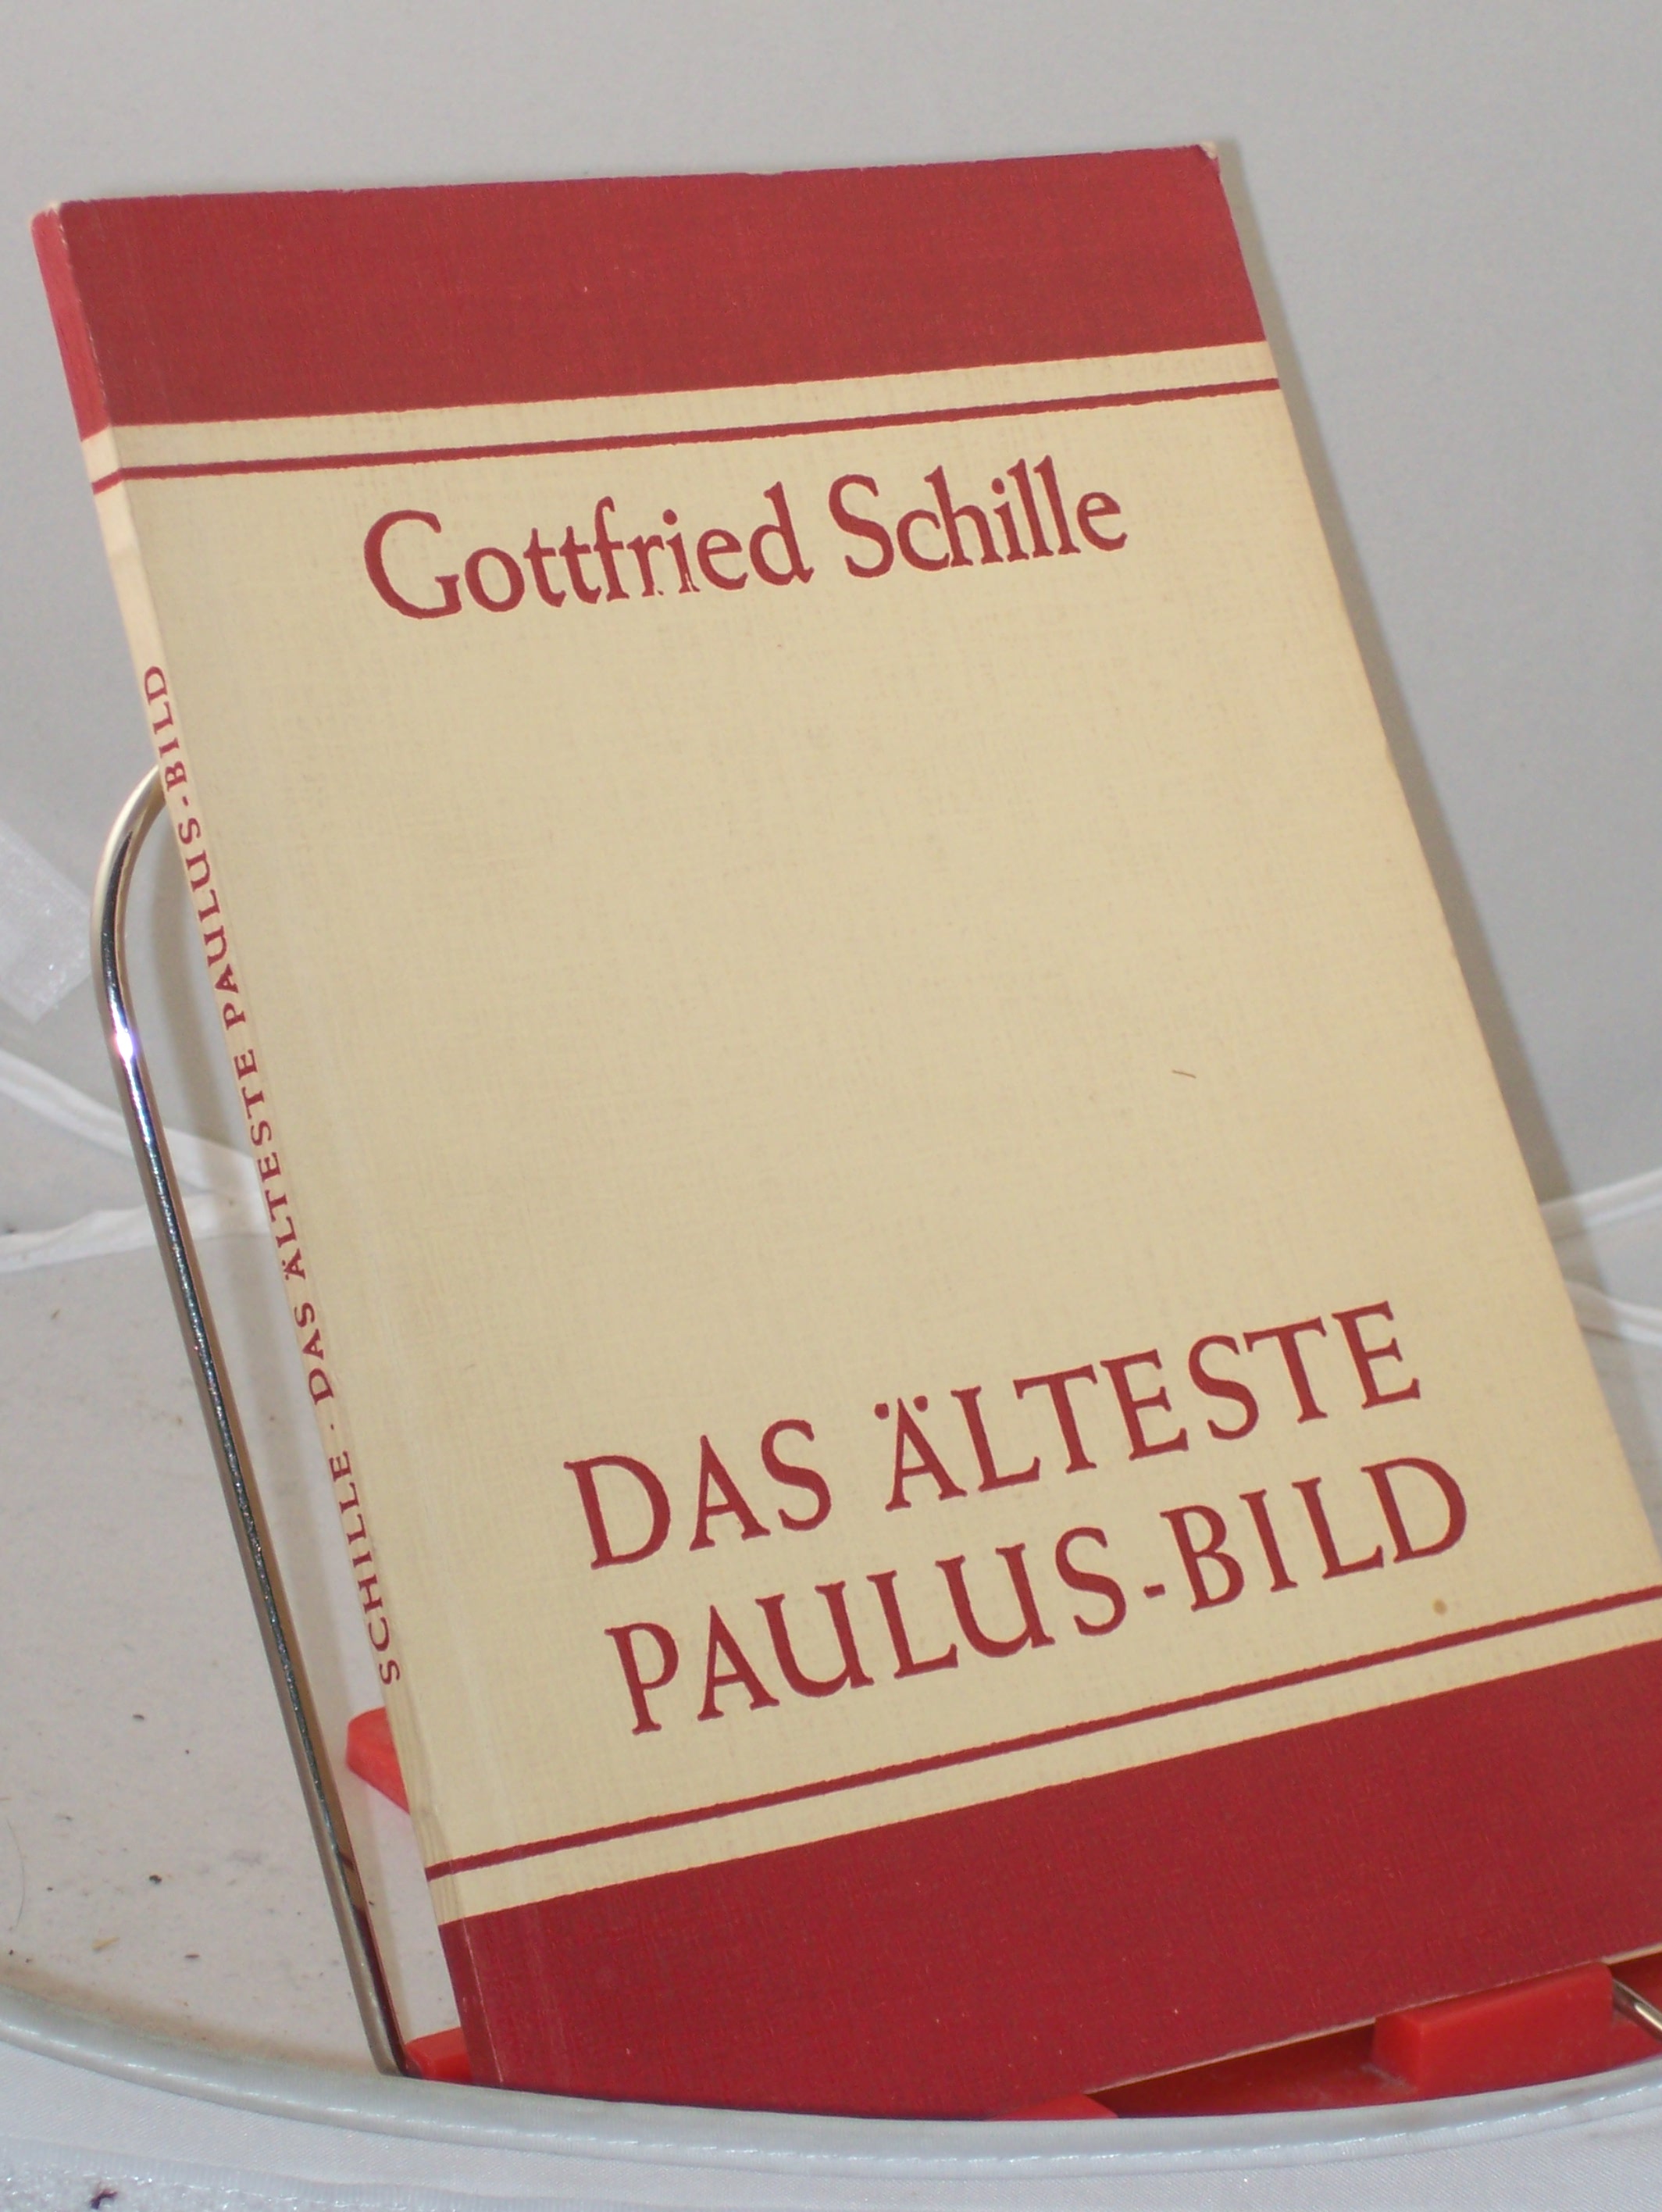 Gottfried Schille
DAS ÄLTESTE
PAULUS-BILD
SCHILLE · DAS ÄLTESTE PAULUS-BILD